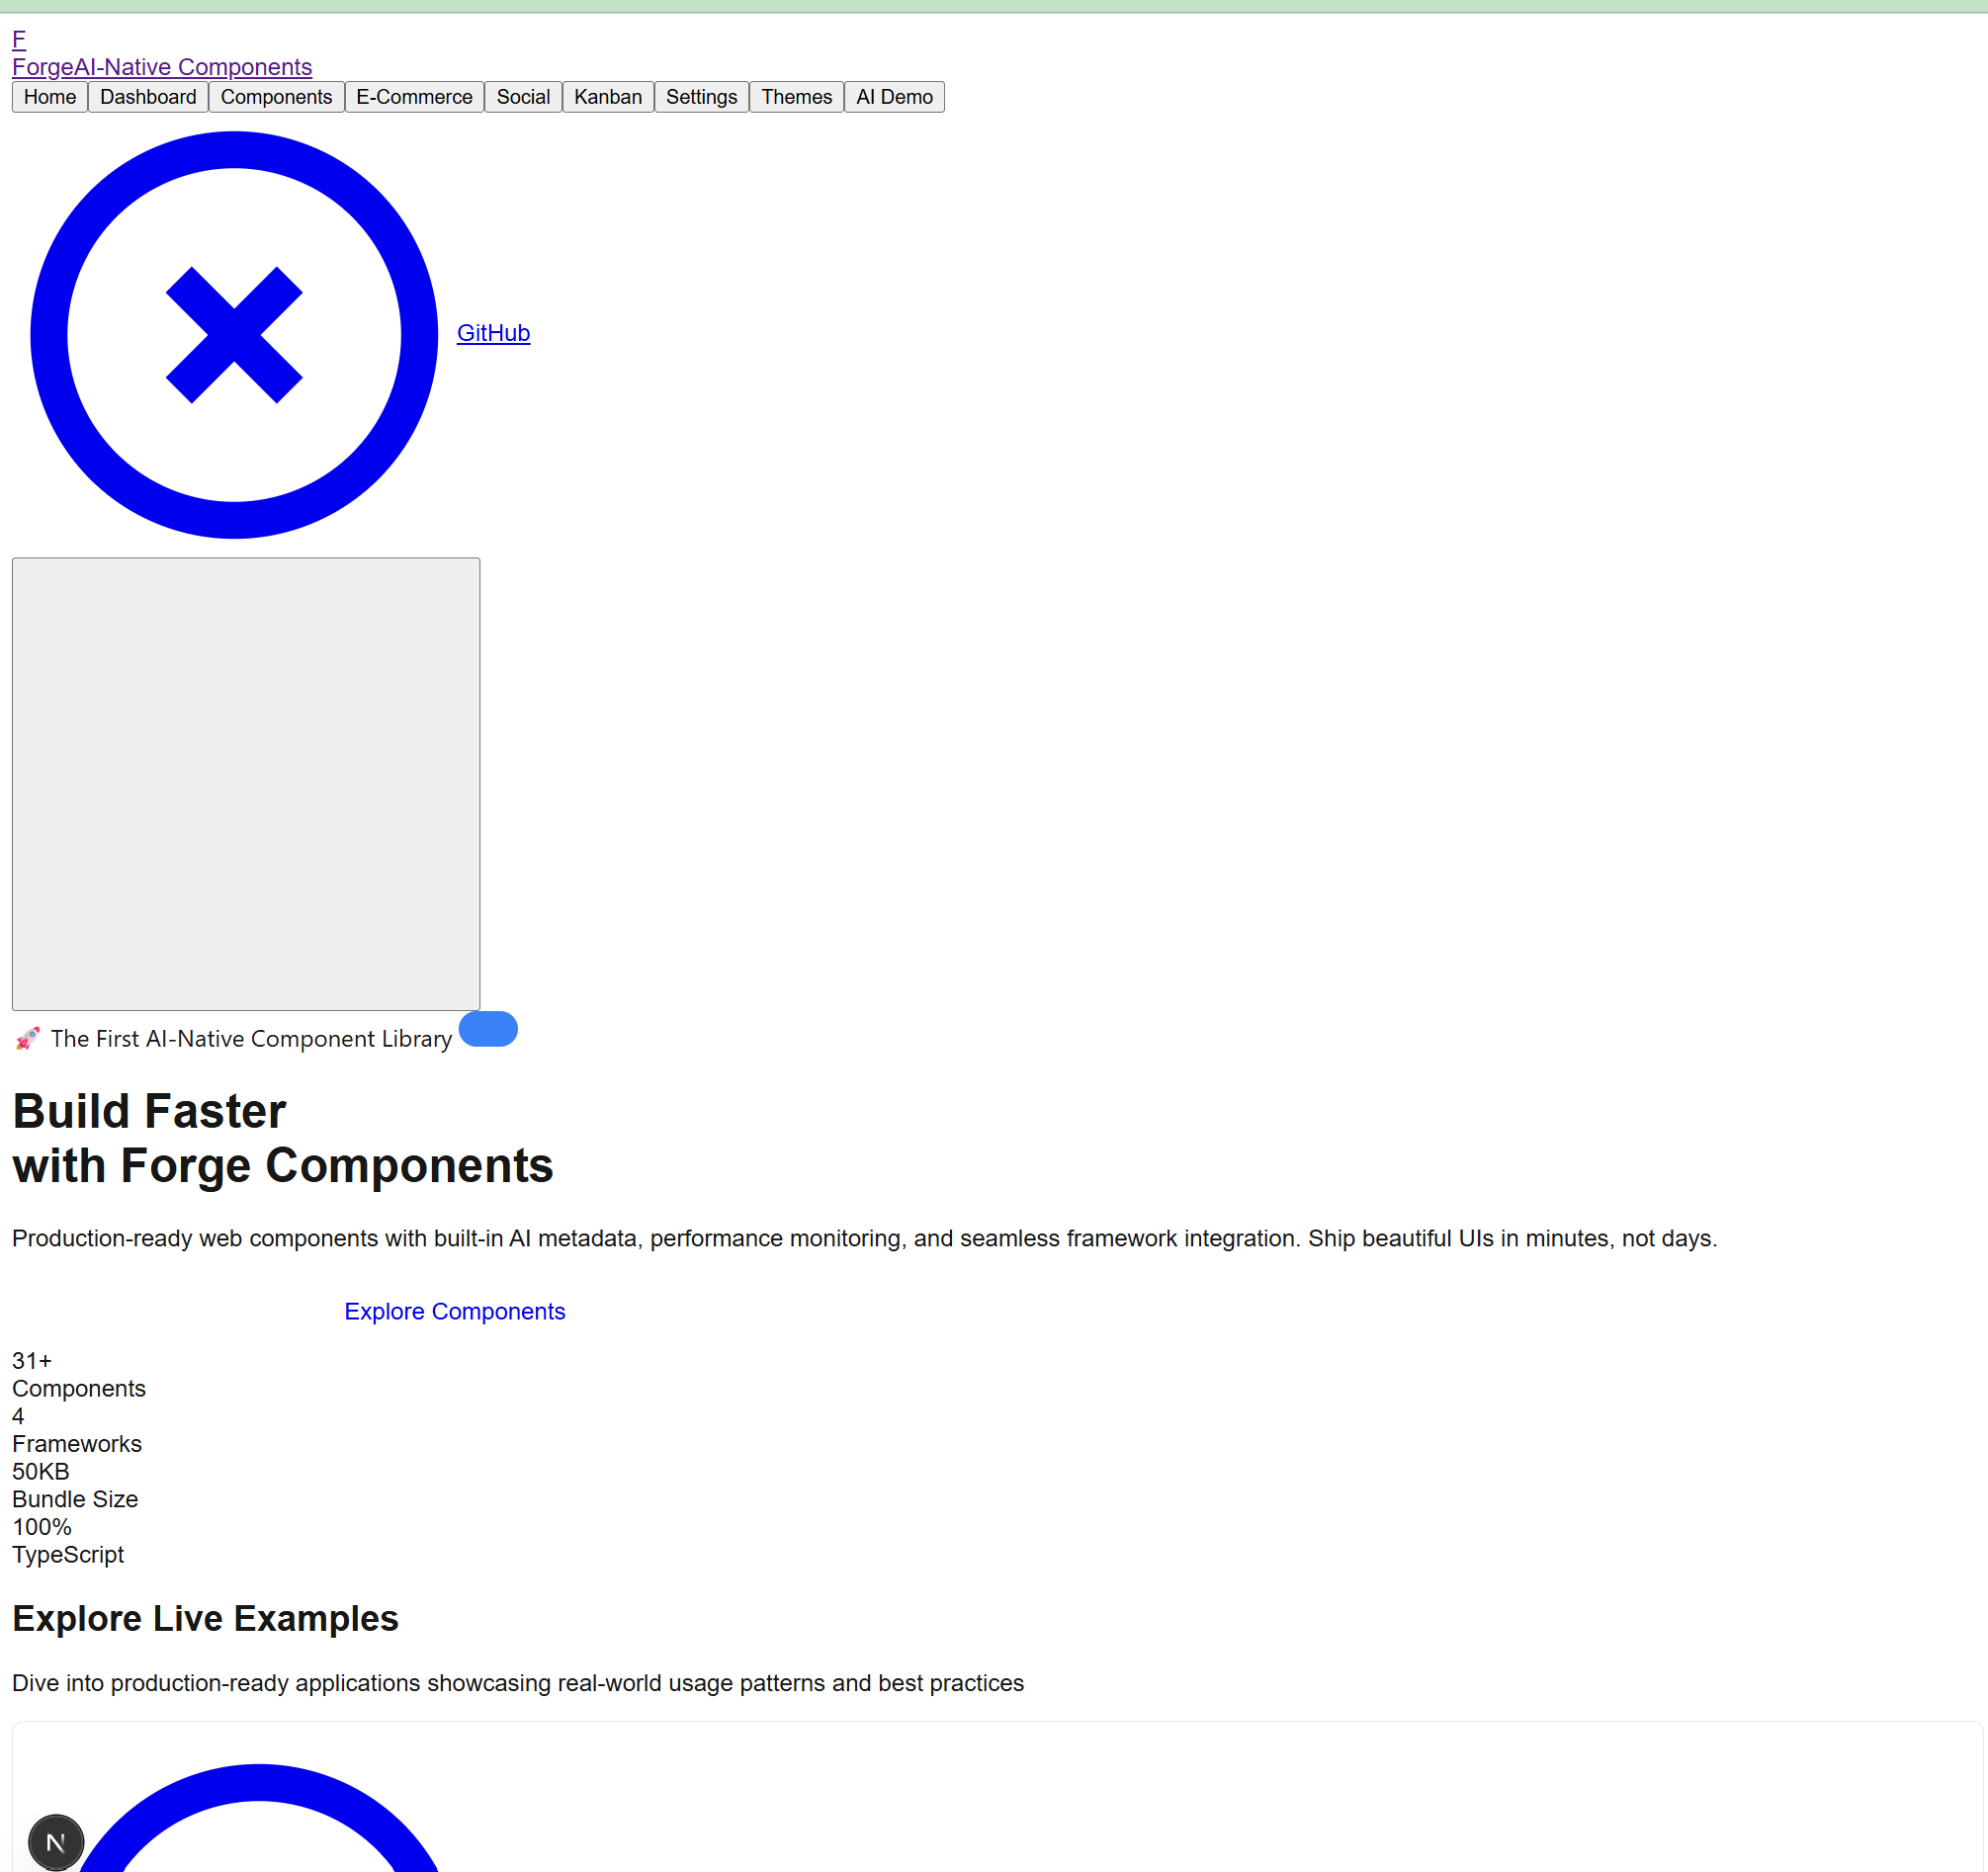 F
ForgeAI-Native Components
Home Dashboard Components E-Commerce Social Kanban Settings Themes AI Demo
GitHub
🚀 The First AI-Native Component Library
Build Faster
with Forge Components
Production-ready web components with built-in AI metadata, performance monitoring, and seamless framework integration. Ship beautiful UIs in minutes, not days.
Explore Components
31+
Components
4
Frameworks
50KB
Bundle Size
100%
TypeScript
Explore Live Examples
Dive into production-ready applications showcasing real-world usage patterns and best practices
N